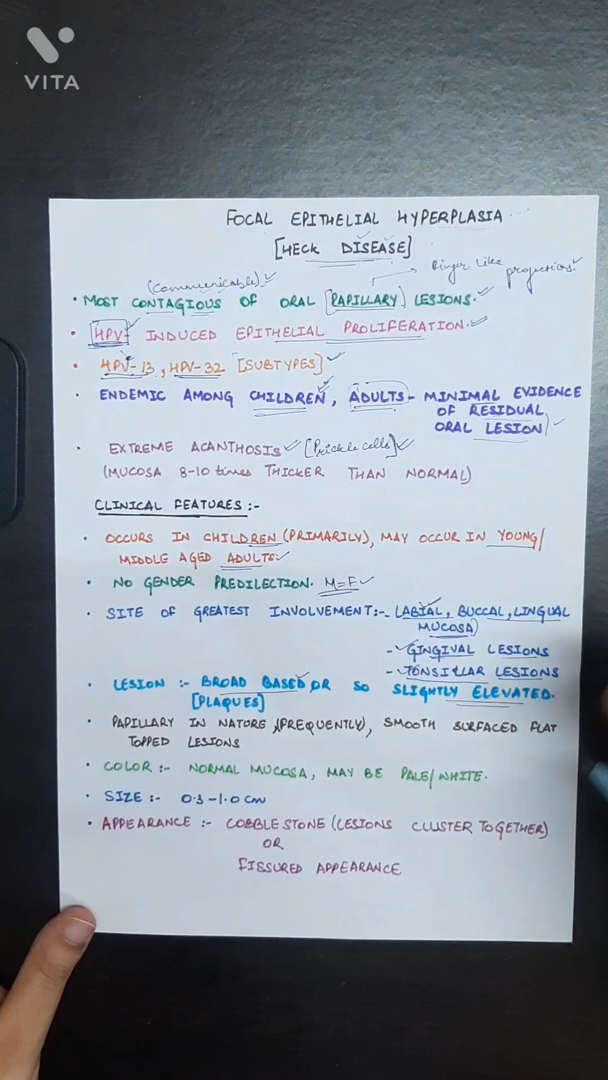 VITA
FOCAL EPITHELIAL HYPERPLASIA
[HECK DISEASE]
(communicable)
finger like projections.
• MOST CONTAGIOUS OF ORAL [PAPILLARY] LESIONS.
• HPV- INDUCED EPITHELIAL PROLIFERATION.
• HPV-13, HPV-32 [SUBTYPES]
• ENDEMIC AMONG CHILDREN, ADULTS - MINIMAL EVIDENCE
OF RESIDUAL
ORAL LESION
• EXTREME ACANTHOSIS [Prickle cells]
(MUCOSA 8-10 times THICKER THAN NORMAL)
CLINICAL FEATURES :-
• OCCURS IN CHILDREN (PRIMARILY), MAY OCCUR IN YOUNG/
MIDDLE AGED ADULTS.
• NO GENDER PREDILECTION. M=F
• SITE OF GREATEST INVOLVEMENT:- (LABIAL, BUCCAL, LINGUAL
MUCOSA)
- GINGIVAL LESIONS
- TONSILLAR LESIONS
• LESION :- BROAD BASED OR SO SLIGHTLY ELEVATED.
[PLAQUES]
• PAPILLARY IN NATURE (FREQUENTLY), SMOOTH SURFACED FLAT
TOPPED LESIONS
• COLOR :- NORMAL MUCOSA, MAY BE PALE/WHITE.
• SIZE :- 0.3-1.0 cm
• APPEARANCE :- COBBLE STONE (LESIONS CLUSTER TOGETHER)
OR
FISSURED APPEARANCE